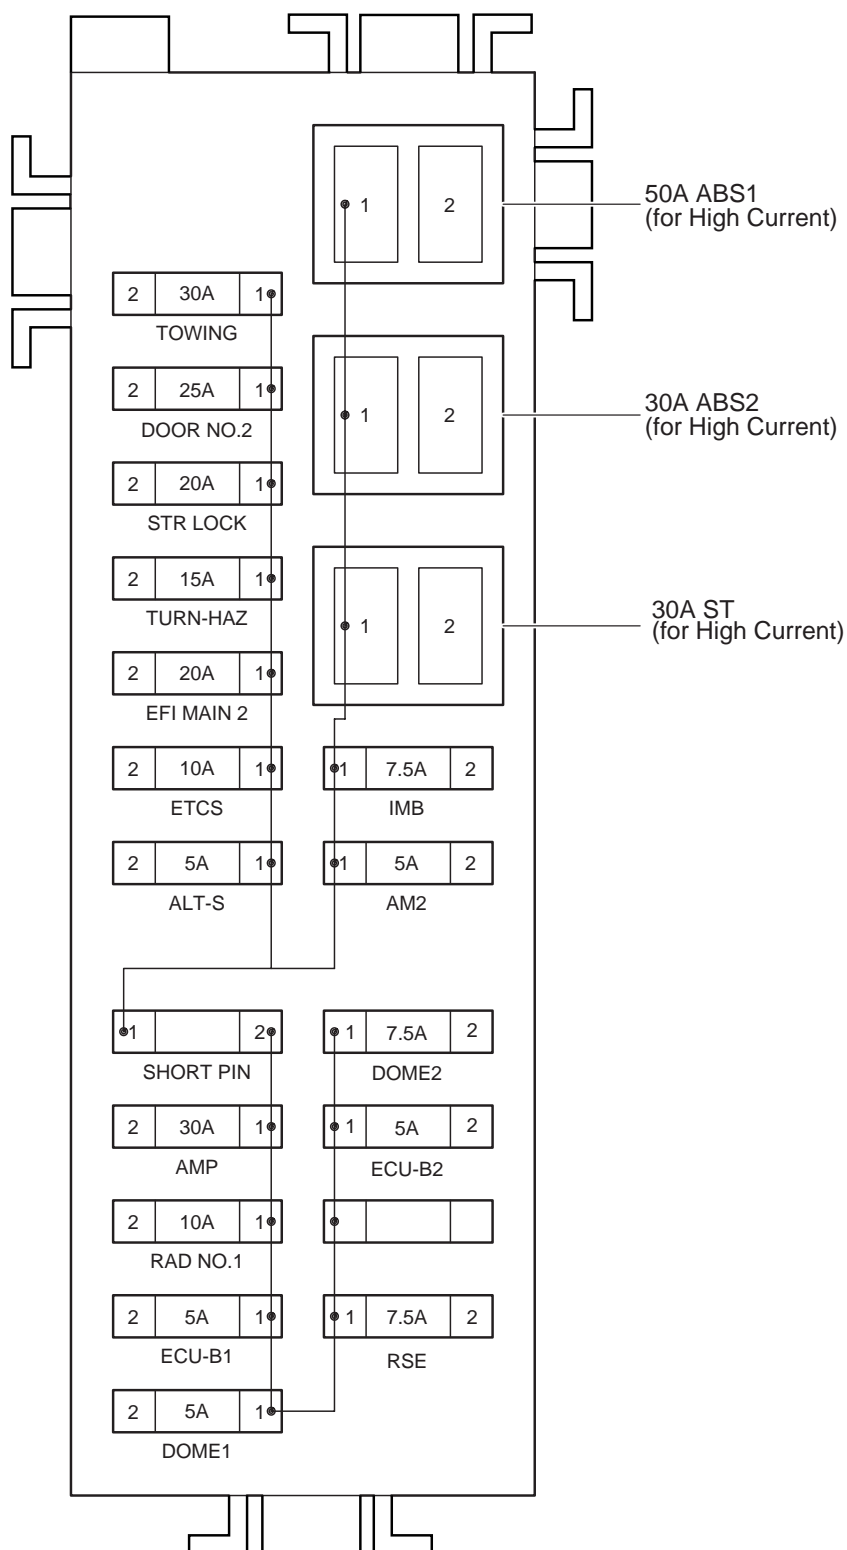 1 2
50A ABS1
(for High Current)
2 30A 1
TOWING
2 25A 1
DOOR NO.2
1 2
30A ABS2
(for High Current)
2 20A 1
STR LOCK
2 15A 1
TURN-HAZ
1 2
30A ST
(for High Current)
2 20A 1
EFI MAIN 2
2 10A 1
ETCS
1 7.5A 2
IMB
2 5A 1
ALT-S
1 5A 2
AM2
1 2
SHORT PIN
1 7.5A 2
DOME2
2 30A 1
AMP
1 5A 2
ECU-B2
2 10A 1
RAD NO.1
2 5A 1
ECU-B1
1 7.5A 2
RSE
2 5A 1
DOME1